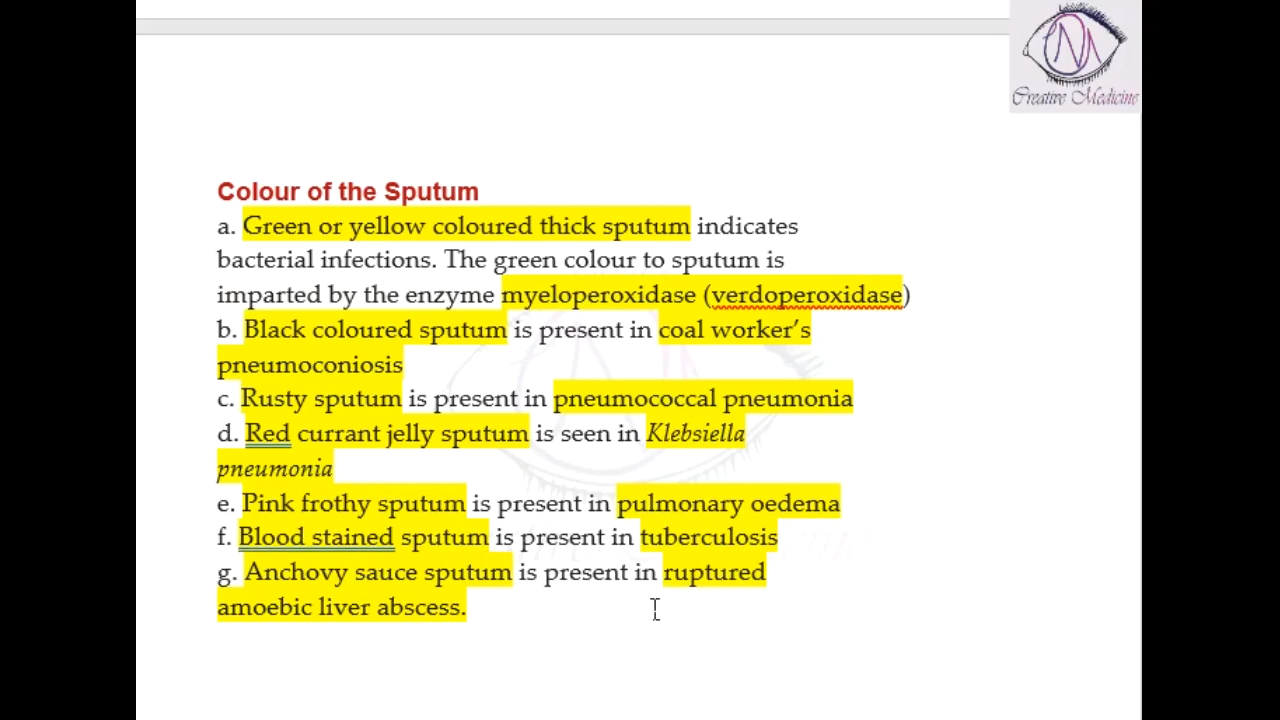 Creative Medicine
Colour of the Sputum
a. Green or yellow coloured thick sputum indicates
bacterial infections. The green colour to sputum is
imparted by the enzyme myeloperoxidase (verdoperoxidase)
b. Black coloured sputum is present in coal worker’s
pneumoconiosis
c. Rusty sputum is present in pneumococcal pneumonia
d. Red currant jelly sputum is seen in Klebsiella
pneumonia
e. Pink frothy sputum is present in pulmonary oedema
f. Blood stained sputum is present in tuberculosis
g. Anchovy sauce sputum is present in ruptured
amoebic liver abscess.